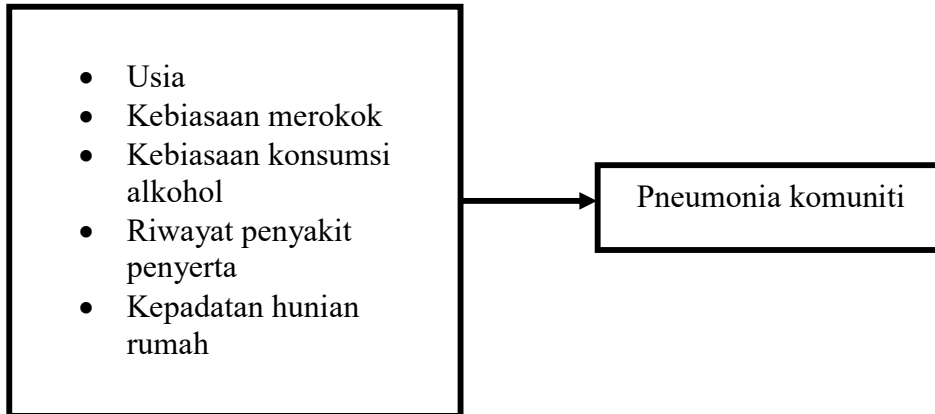 • Usia
• Kebiasaan merokok
• Kebiasaan konsumsi
alkohol
• Riwayat penyakit
penyerta
• Kepadatan hunian
rumah
Pneumonia komuniti